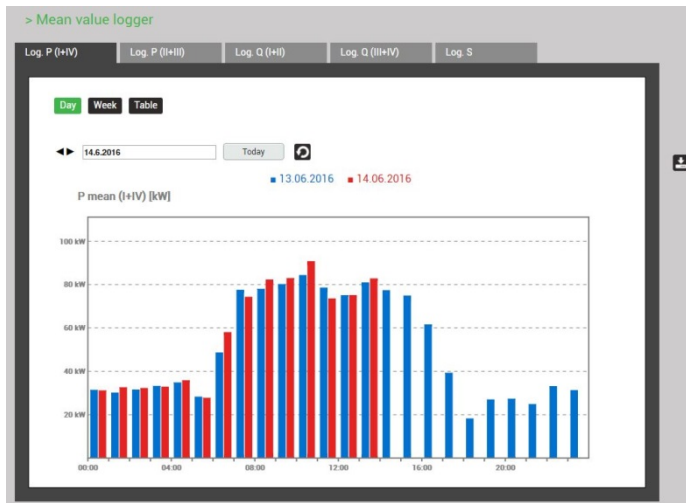 > Mean value logger
Log. P (I+IV) Log. P (II+III) Log. Q (I+II) Log. Q (III+IV) Log. S
Day Week Table
14.6.2016 Today
13.06.2016 14.06.2016
P mean (I+IV) [kW]
100 kW
80 kW
60 kW
40 kW
20 kW
00:00 04:00 08:00 12:00 16:00 20:00